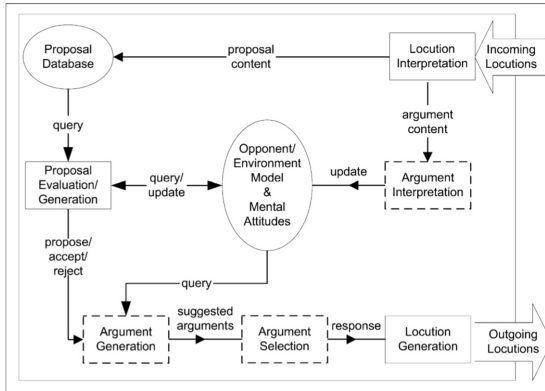 Proposal
Database
proposal
content
Locution
Interpretation
Incoming
Locutions
query
argument
content
Proposal
Evaluation/
Generation
query/
update
Opponent/
Environment
Model
&
Mental
Attitudes
update
Argument
Interpretation
propose/
accept/
reject
query
Argument
Generation
suggested
arguments
Argument
Selection
response
Locution
Generation
Outgoing
Locutions